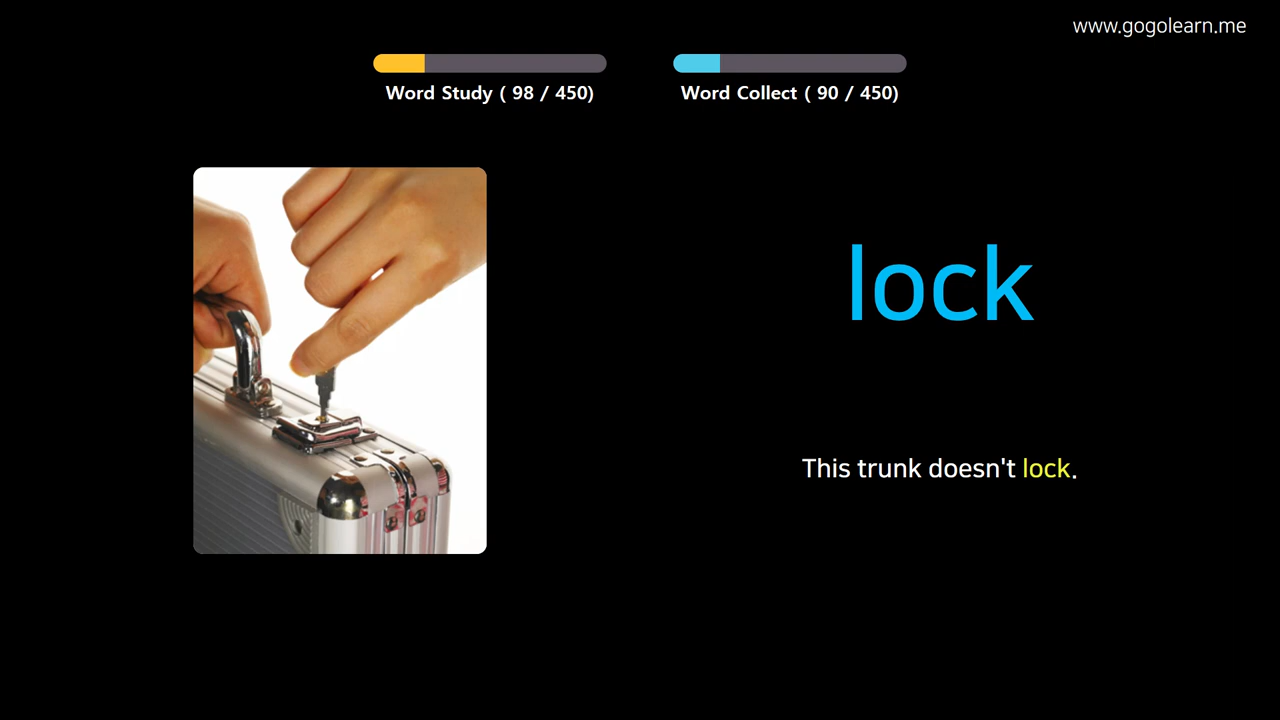 www.gogolearn.me
Word Study ( 98 / 450)
Word Collect ( 90 / 450)
lock
This trunk doesn't lock.